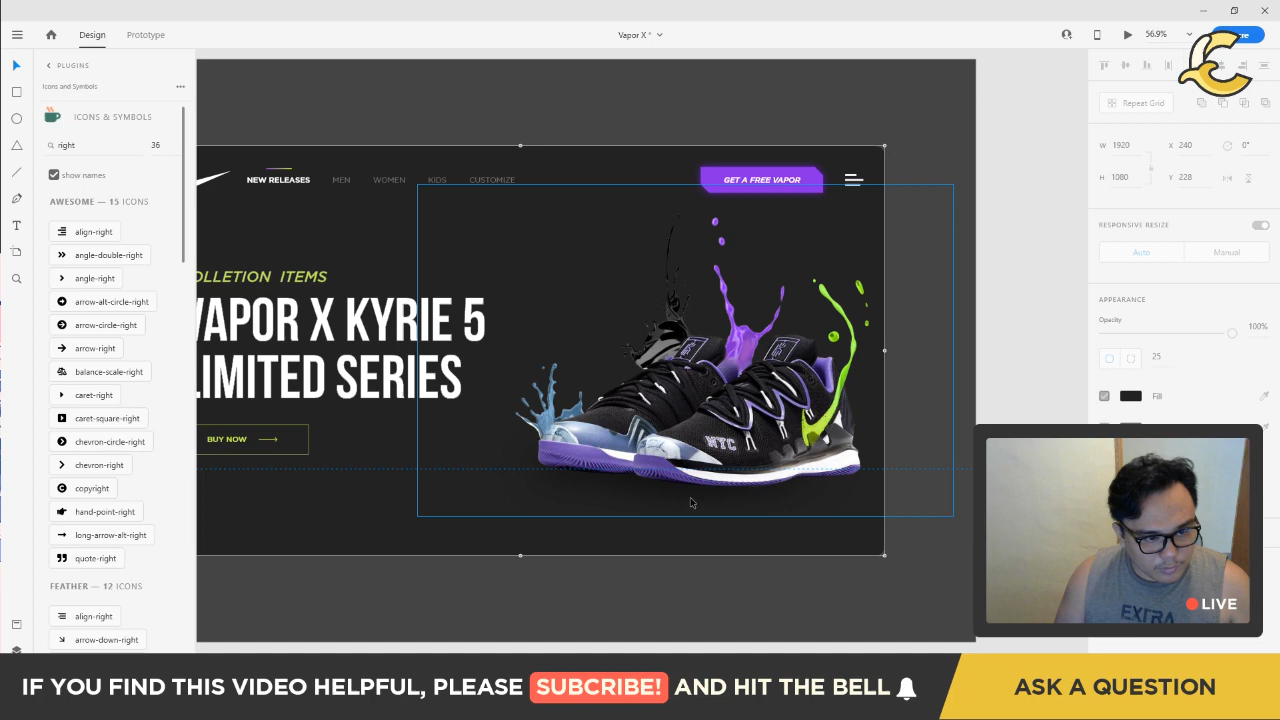 Design
Prototype
Vapor X *
56.9%
PLUGINS
Icons and Symbols
ICONS & SYMBOLS
right
36
show names
AWESOME — 15 ICONS
align-right
angle-double-right
angle-right
arrow-alt-circle-right
arrow-circle-right
arrow-right
balance-scale-right
caret-right
caret-square-right
chevron-circle-right
chevron-right
copyright
hand-point-right
long-arrow-alt-right
quote-right
FEATHER — 12 ICONS
align-right
arrow-down-right
NEW RELEASES
MEN
WOMEN
KIDS
CUSTOMIZE
GET A FREE VAPOR
OLLETION ITEMS
VAPOR X KYRIE 5
LIMITED SERIES
BUY NOW
NYC
Repeat Grid
W 1920
X 240
0°
H 1080
Y 228
RESPONSIVE RESIZE
Auto
Manual
APPEARANCE
Opacity
100%
25
Fill
EXTRA
LIVE
IF YOU FIND THIS VIDEO HELPFUL, PLEASE SUBCRIBE! AND HIT THE BELL
ASK A QUESTION